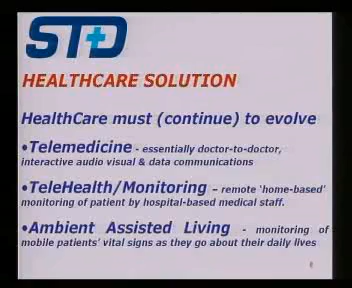 STD
HEALTHCARE SOLUTION
HealthCare must (continue) to evolve
•Telemedicine - essentially doctor-to-doctor,
interactive audio visual & data communications
•TeleHealth/Monitoring – remote 'home-based'
monitoring of patient by hospital-based medical staff.
•Ambient Assisted Living - monitoring of
mobile patients' vital signs as they go about their daily lives